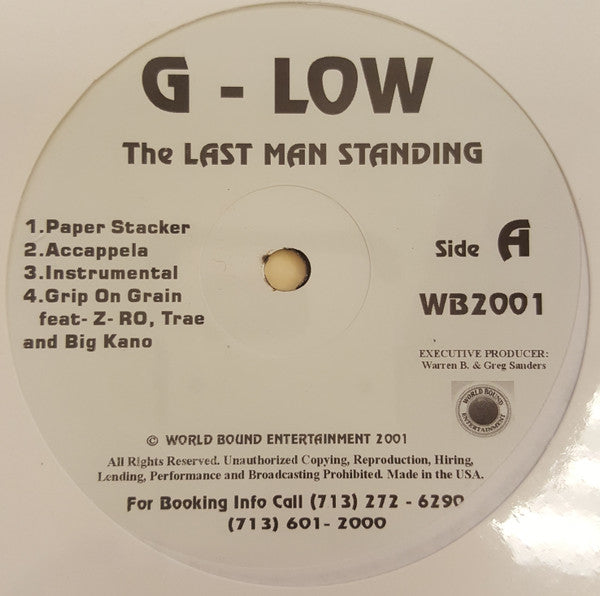 G - LOW
The LAST MAN STANDING
1.Paper Stacker
2.Accappela
3.Instrumental
4.Grip On Grain
feat- Z- RO, Trae
and Big Kano
Side A
WB2001
EXECUTIVE PRODUCER:
Warren B. & Greg Sanders
WORLD BOUND
ENTERTAINMENT
© WORLD BOUND ENTERTAINMENT 2001
All Rights Reserved. Unauthorized Copying, Reproduction, Hiring,
Lending, Performance and Broadcasting Prohibited. Made in the USA.
For Booking Info Call (713) 272 - 6290
(713) 601- 2000